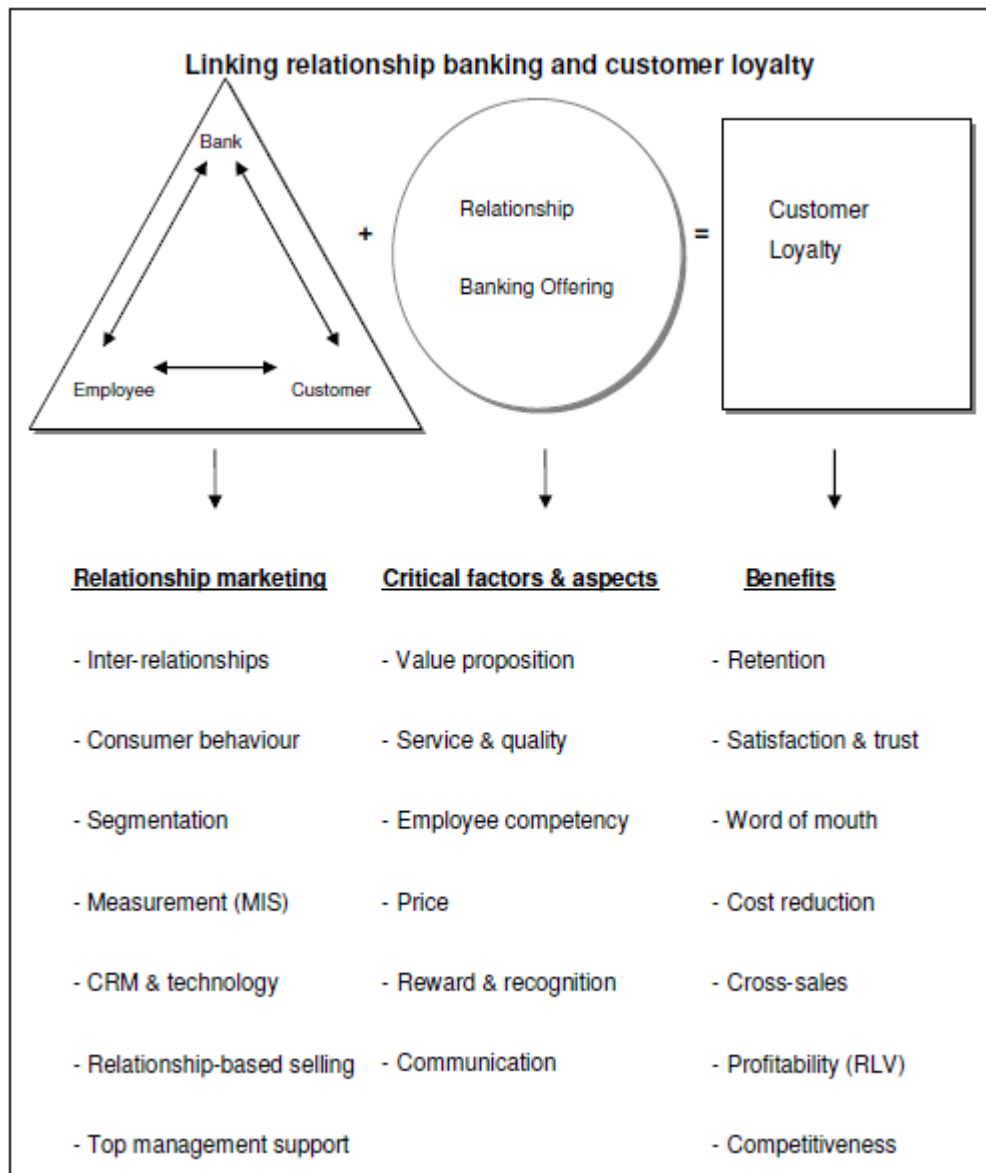 Linking relationship banking and customer loyalty
Bank
Employee
Customer
+
Relationship
Banking Offering
=
Customer
Loyalty
Relationship marketing
- Inter-relationships
- Consumer behaviour
- Segmentation
- Measurement (MIS)
- CRM & technology
- Relationship-based selling
- Top management support
Critical factors & aspects
- Value proposition
- Service & quality
- Employee competency
- Price
- Reward & recognition
- Communication
Benefits
- Retention
- Satisfaction & trust
- Word of mouth
- Cost reduction
- Cross-sales
- Profitability (RLV)
- Competitiveness